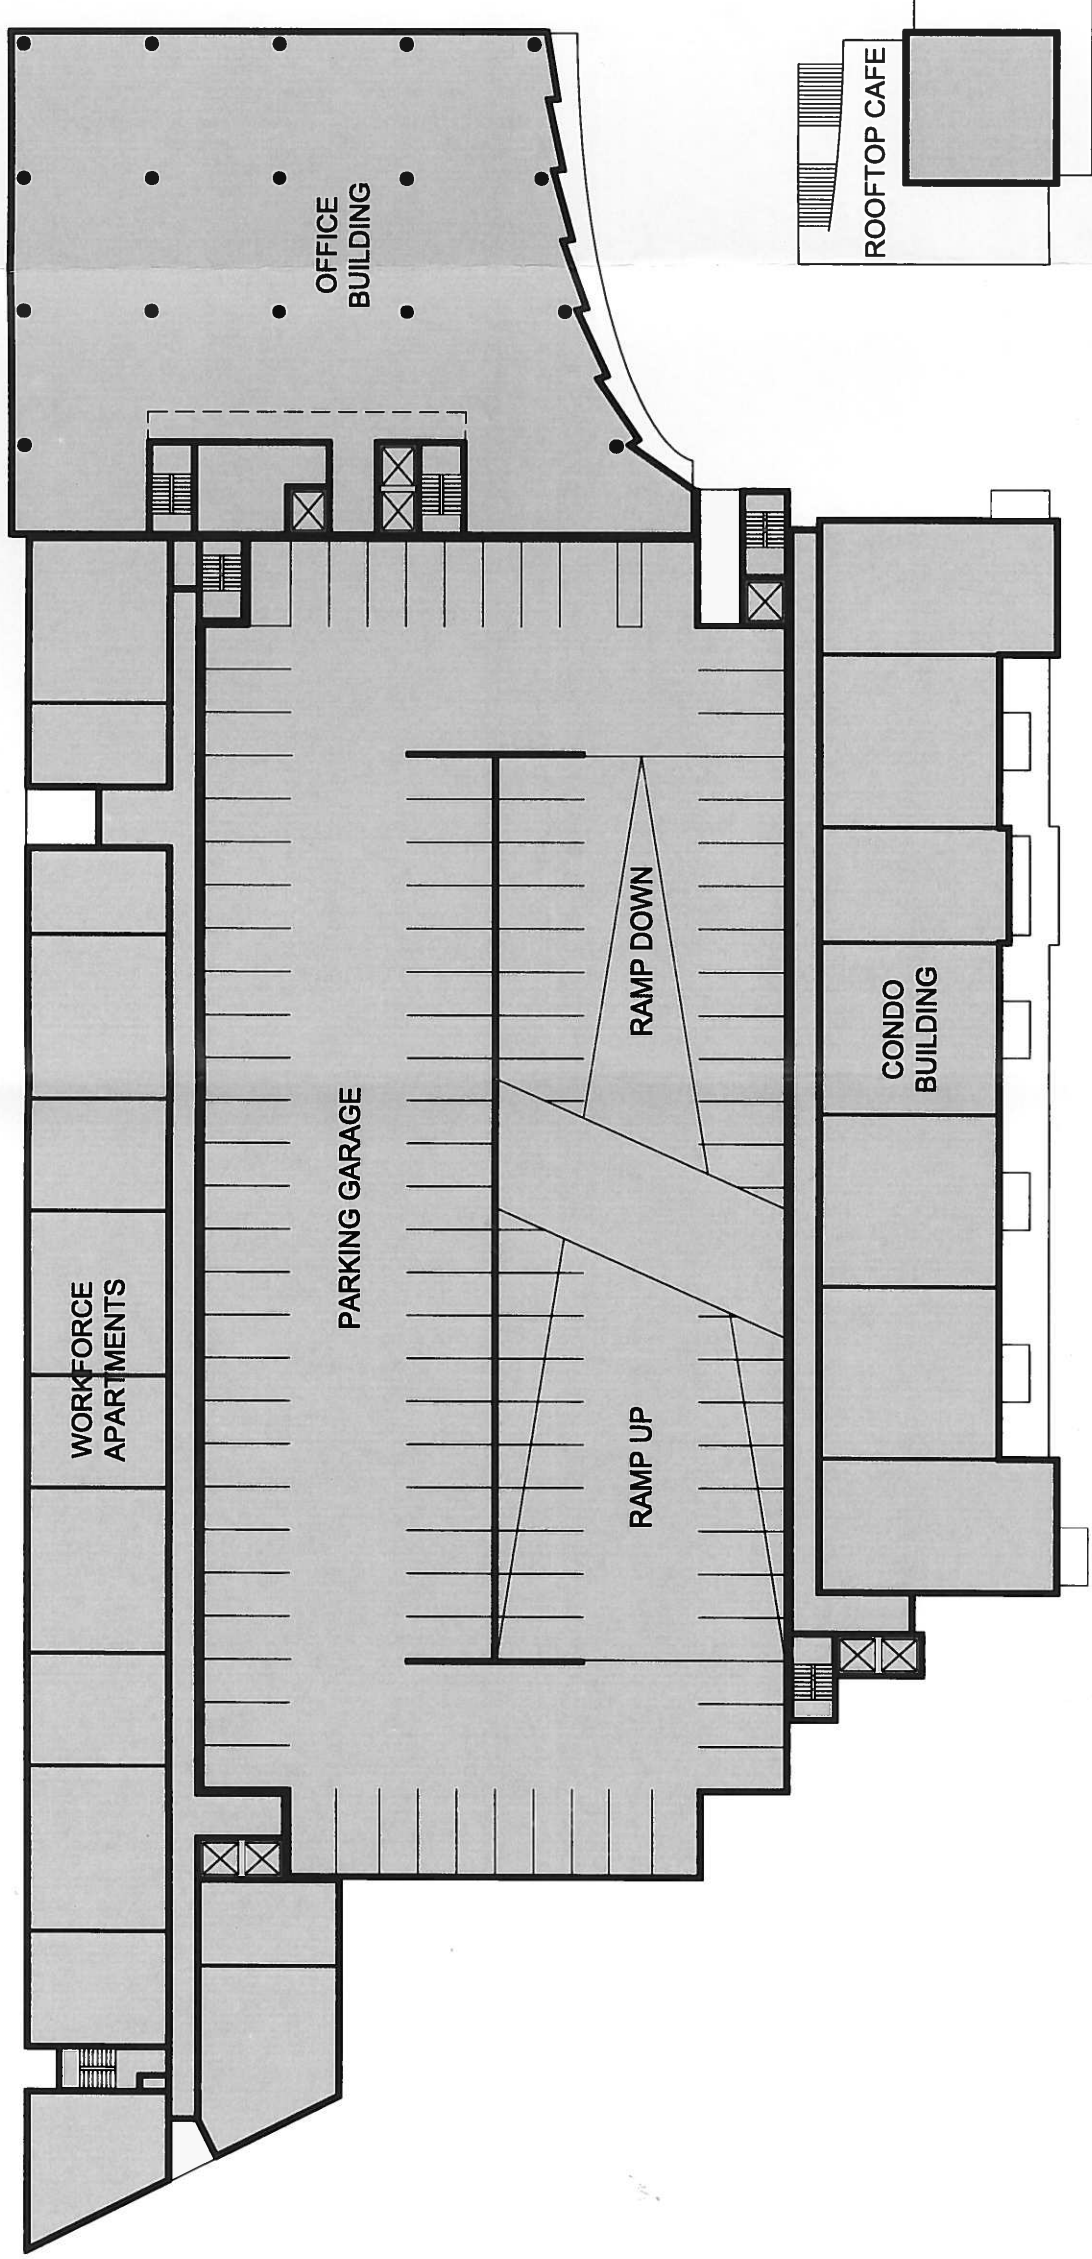 OFFICE
BUILDING
ROOFTOP CAFE
WORKFORCE
APARTMENTS
PARKING GARAGE
RAMP DOWN
RAMP UP
CONDO
BUILDING